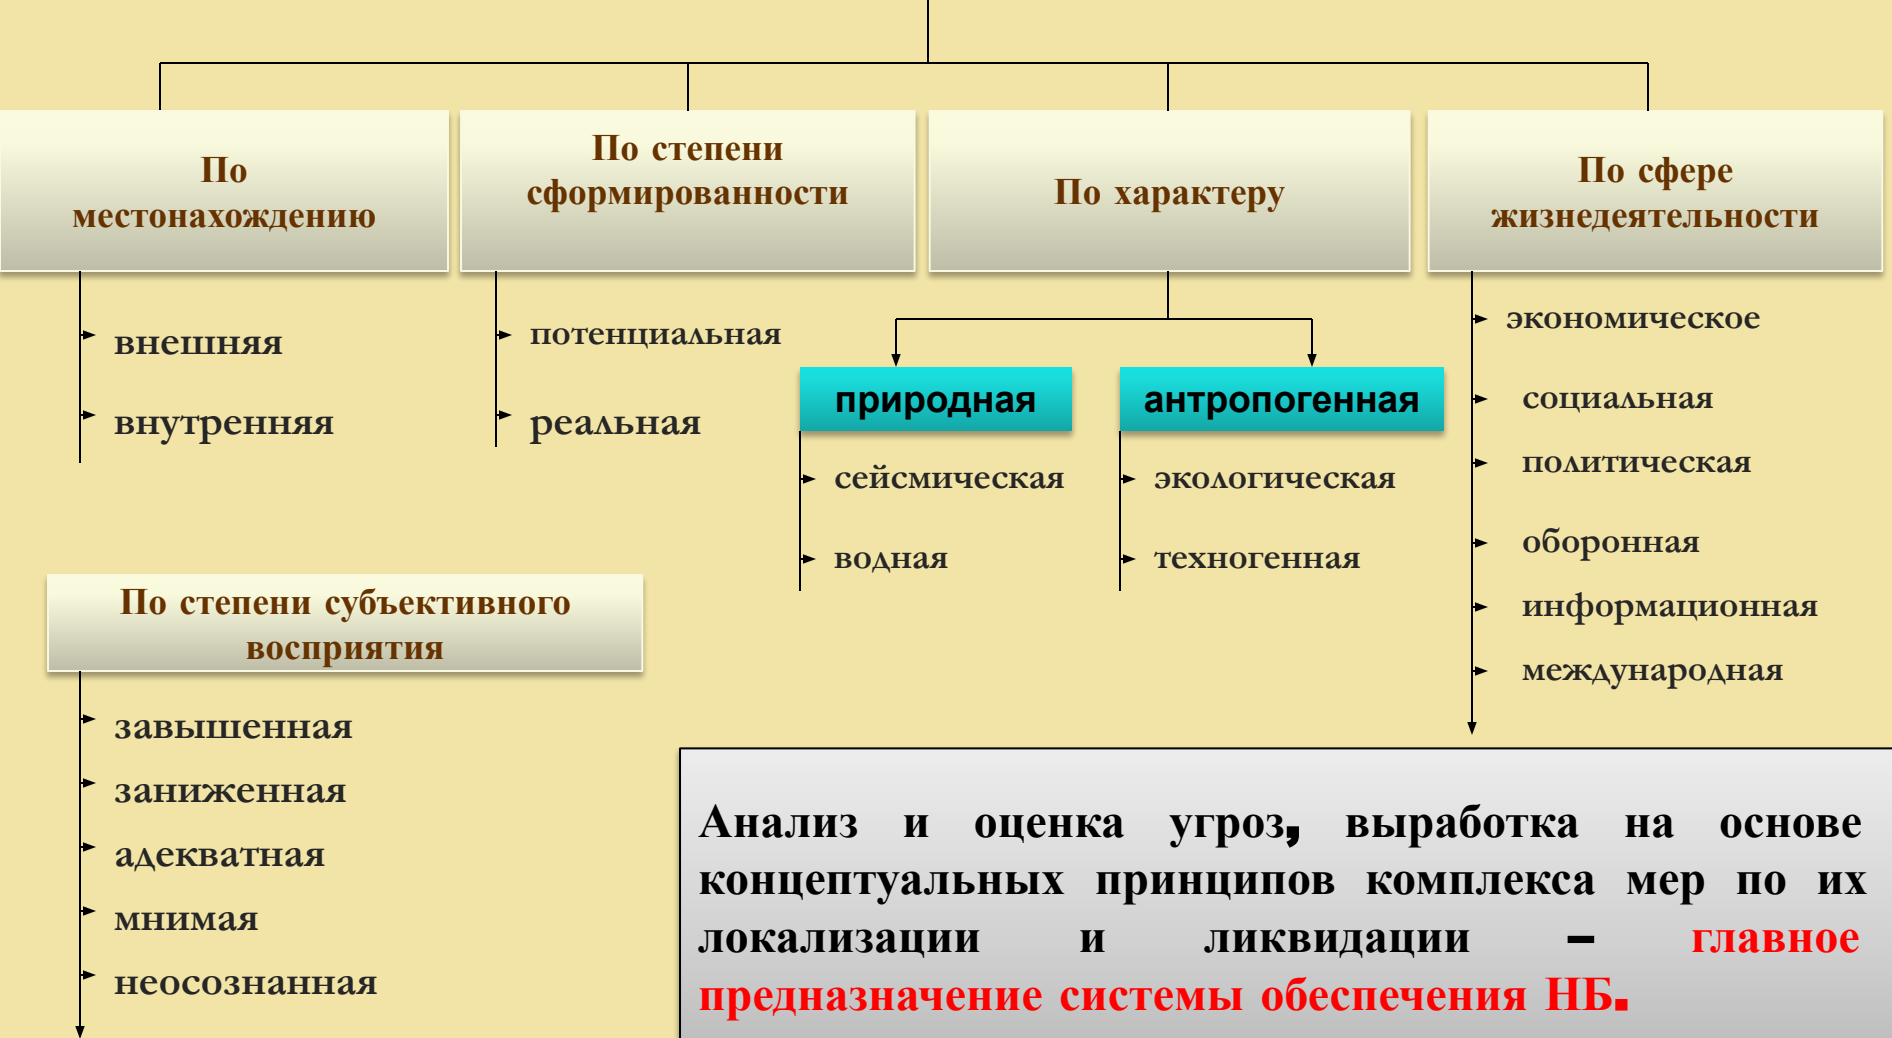 По
местонахождению
внешняя
внутренняя
По степени
сформированности
потенциальная
реальная
По характеру
природная
сейсмическая
водная
антропогенная
экологическая
техногенная
По сфере
жизнедеятельности
экономическое
социальная
политическая
оборонная
информационная
международная
По степени субъективного
восприятия
завышенная
заниженная
адекватная
мнимая
неосознанная
Анализ и оценка угроз, выработка на основе
концептуальных принципов комплекса мер по их
локализации и ликвидации – главное
предназначение системы обеспечения НБ.